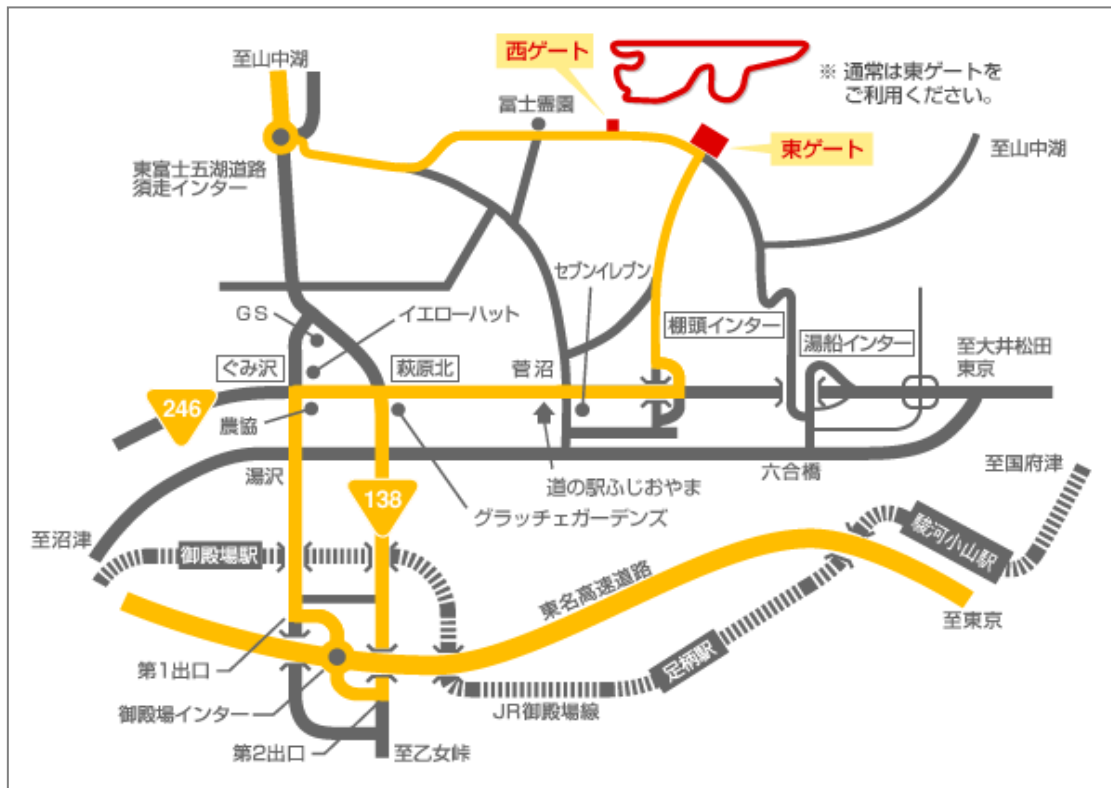 至山中湖
西ゲート
※ 通常は東ゲートを
ご利用ください。
冨士霊園
東ゲート
至山中湖
東富士五湖道路
須走インター
セブンイレブン
GS
イエローハット
棚頭インター
湯船インター
ぐみ沢
萩原北
菅沼
至大井松田
東京
246
農協
湯沢
六合橋
至国府津
138
道の駅ふじおやま
グラッチェガーデンズ
至沼津
御殿場駅
駿河小山駅
東名高速道路
至東京
第1出口
足柄駅
御殿場インター
JR御殿場線
第2出口
至乙女峠